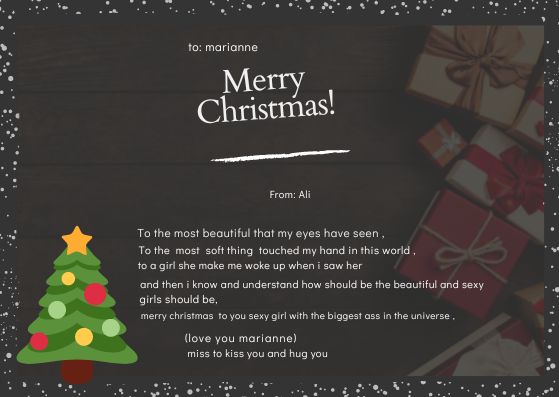 to: marianne
Merry
Christmas!
From: Ali
To the most beautiful that my eyes have seen ,
To the most soft thing touched my hand in this world ,
to a girl she make me woke up when i saw her
and then i know and understand how should be the beautiful and sexy
girls should be,
merry christmas to you sexy girl with the biggest ass in the universe ,
(love you marianne)
miss to kiss you and hug you